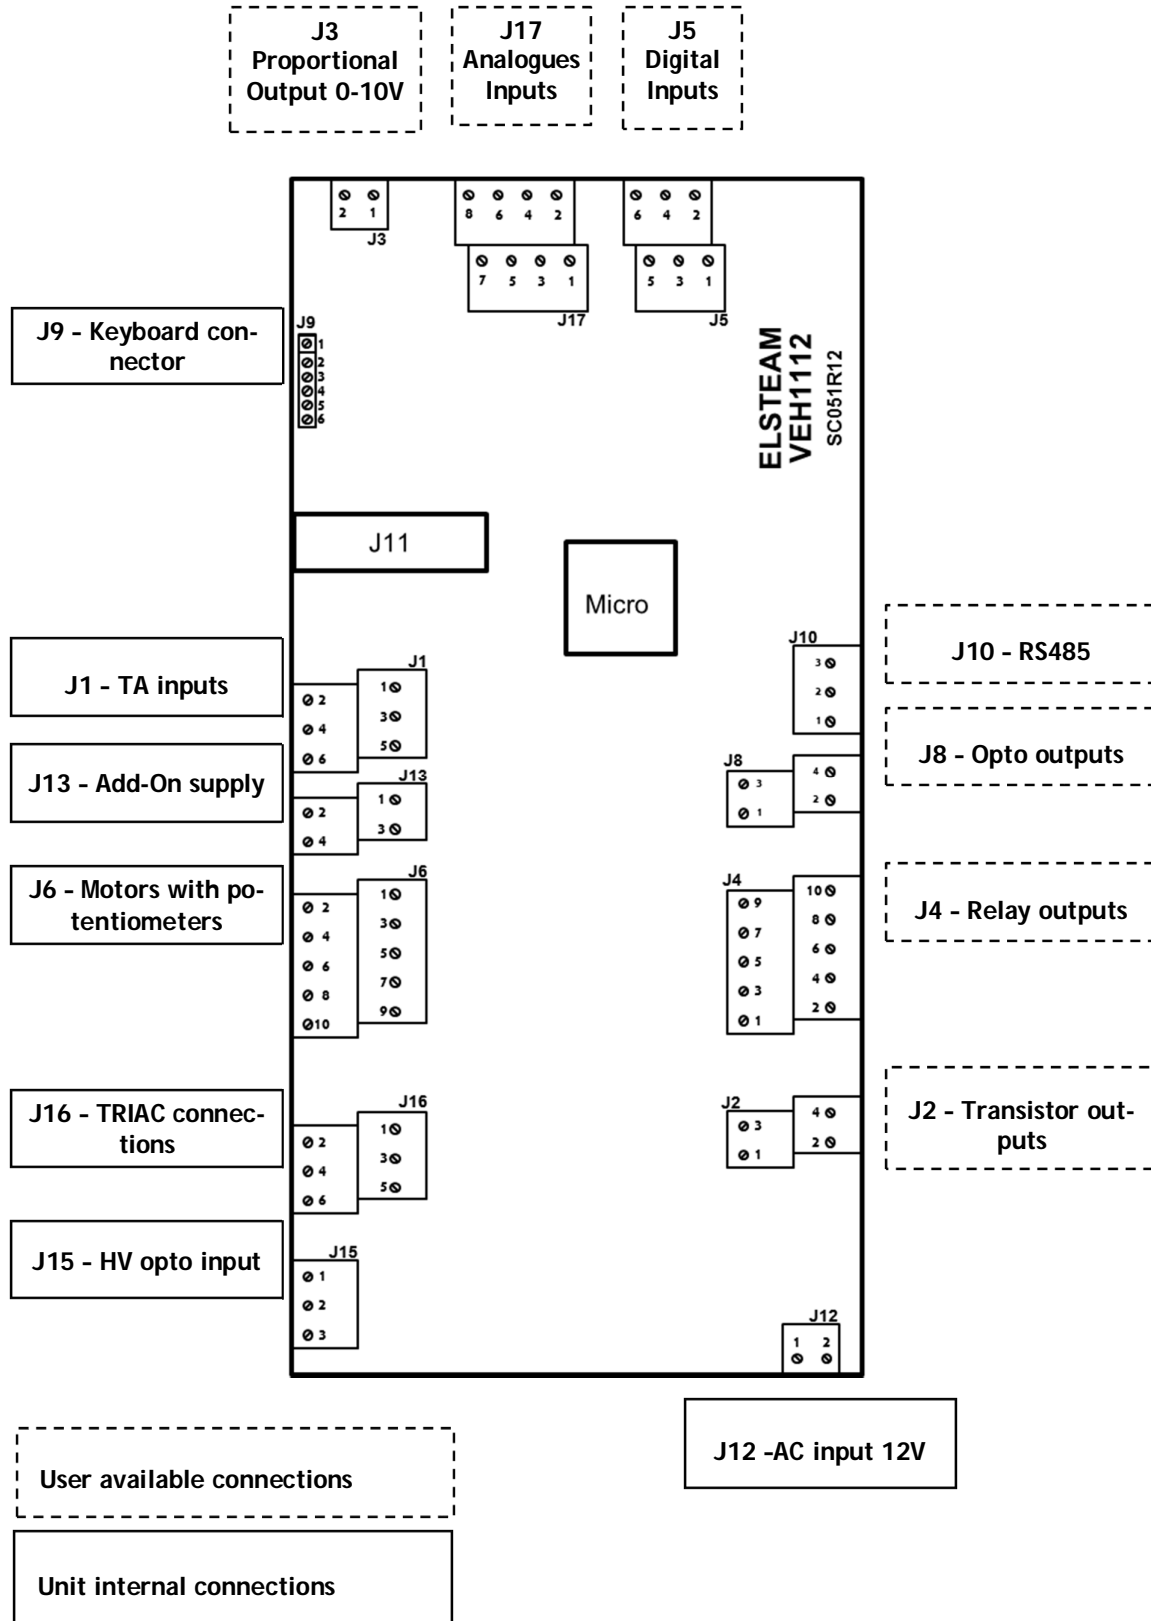 J3
Proportional
Output 0-10V
J17
Analogues
Inputs
J5
Digital
Inputs
2 1
J3
8 6 4 2
7 5 3 1
J17
6 4 2
5 3 1
J5
ELSTEAM
VEH1112
SC051R12
J9 - Keyboard con-
nector
J9
1
2
3
4
5
6
J11
Micro
J1 - TA inputs
J1
1
3
5
2
4
6
J13 - Add-On supply
J13
1
3
2
4
J6 - Motors with po-
tentiometers
J6
1
3
5
7
9
2
4
6
8
10
J16 - TRIAC connec-
tions
J16
1
3
5
2
4
6
J15 - HV opto input
J15
1
2
3
J10
3
2
1
J10 - RS485
J8
3
1
4
2
J8 - Opto outputs
J4
9
7
5
3
1
10
8
6
4
2
J4 - Relay outputs
J2
3
1
4
2
J2 - Transistor out-
puts
J12
1 2
J12 -AC input 12V
User available connections
Unit internal connections